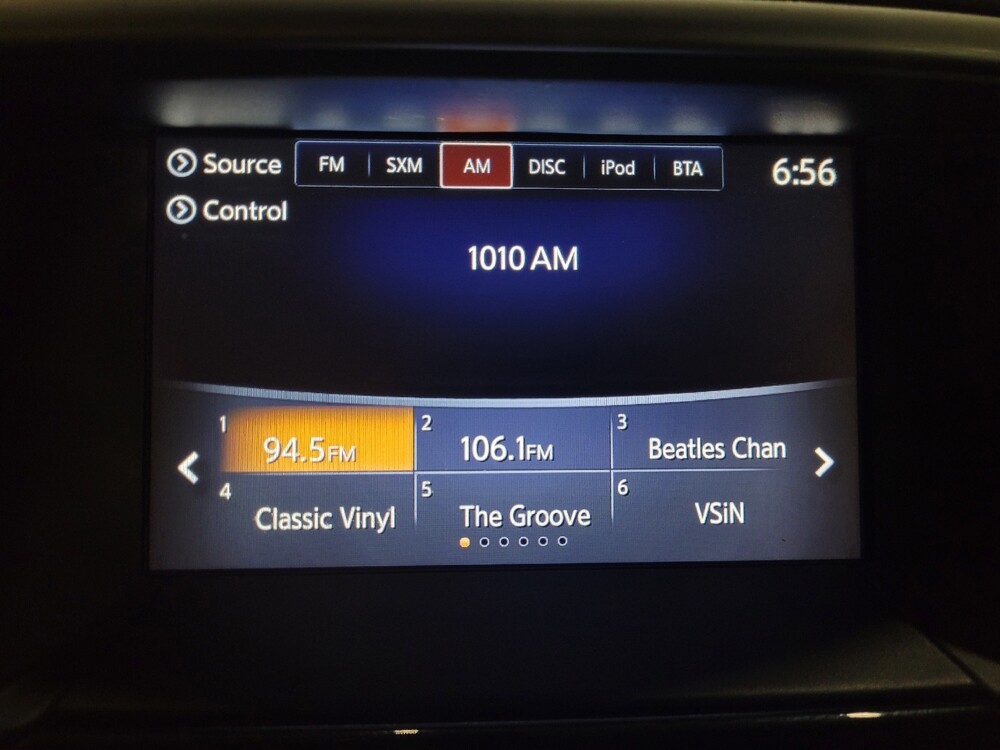 Source FM SXM AM DISC iPod BTA 6:56
Control
1010 AM
1 94.5FM 2 106.1FM 3 Beatles Chan
4 Classic Vinyl 5 The Groove 6 VSiN